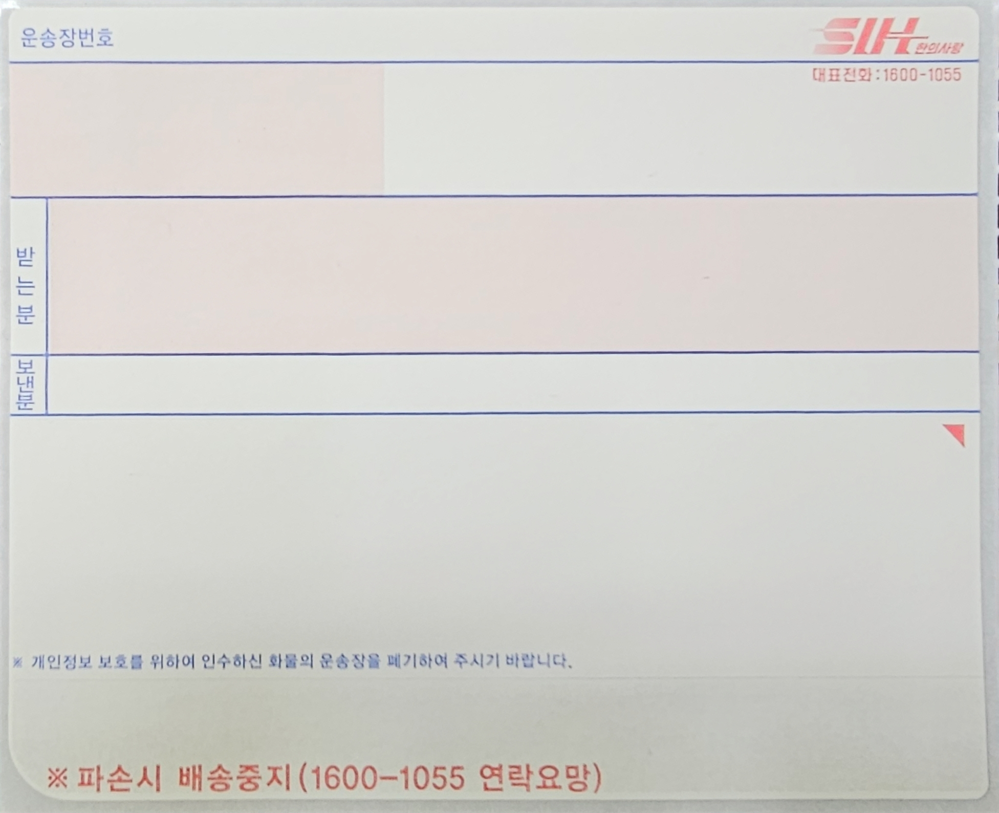 운송장번호
SIH 한의사랑
대표전화:1600-1055
받는분
보낸분
※ 개인정보 보호를 위하여 인수하신 화물의 운송장을 폐기하여 주시기 바랍니다.
※ 파손시 배송중지(1600-1055 연락요망)